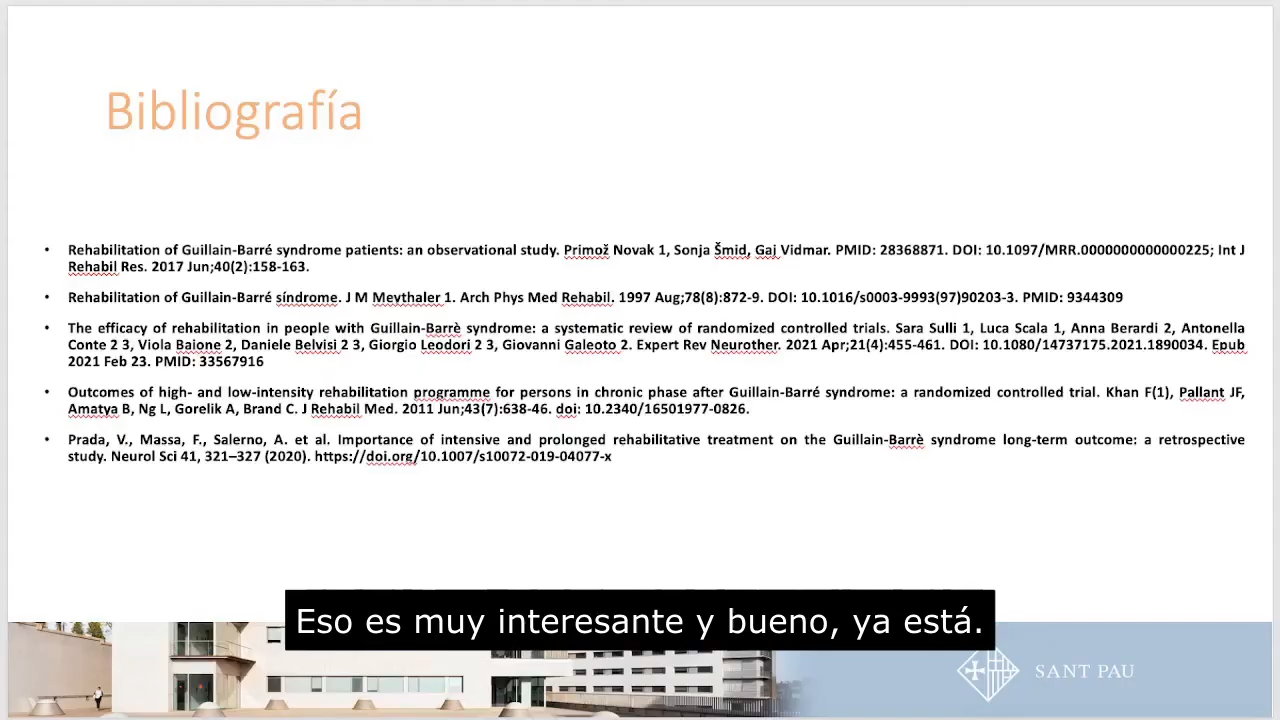 Bibliografía
• Rehabilitation of Guillain-Barré syndrome patients: an observational study. Primož Novak 1, Sonja Šmid, Gaj Vidmar. PMID: 28368871. DOI: 10.1097/MRR.0000000000000225; Int J
Rehabil Res. 2017 Jun;40(2):158-163.
• Rehabilitation of Guillain-Barré síndrome. J M Meythaler 1. Arch Phys Med Rehabil. 1997 Aug;78(8):872-9. DOI: 10.1016/s0003-9993(97)90203-3. PMID: 9344309
• The efficacy of rehabilitation in people with Guillain-Barrè syndrome: a systematic review of randomized controlled trials. Sara Sulli 1, Luca Scala 1, Anna Berardi 2, Antonella
Conte 2 3, Viola Baione 2, Daniele Belvisi 2 3, Giorgio Leodori 2 3, Giovanni Galeoto 2. Expert Rev Neurother. 2021 Apr;21(4):455-461. DOI: 10.1080/14737175.2021.1890034. Epub
2021 Feb 23. PMID: 33567916
• Outcomes of high- and low-intensity rehabilitation programme for persons in chronic phase after Guillain-Barré syndrome: a randomized controlled trial. Khan F(1), Pallant JF,
Amatya B, Ng L, Gorelik A, Brand C. J Rehabil Med. 2011 Jun;43(7):638-46. doi: 10.2340/16501977-0826.
• Prada, V., Massa, F., Salerno, A. et al. Importance of intensive and prolonged rehabilitative treatment on the Guillain-Barrè syndrome long-term outcome: a retrospective
study. Neurol Sci 41, 321–327 (2020). https://doi.org/10.1007/s10072-019-04077-x
Eso es muy interesante y bueno, ya está.
SANT PAU